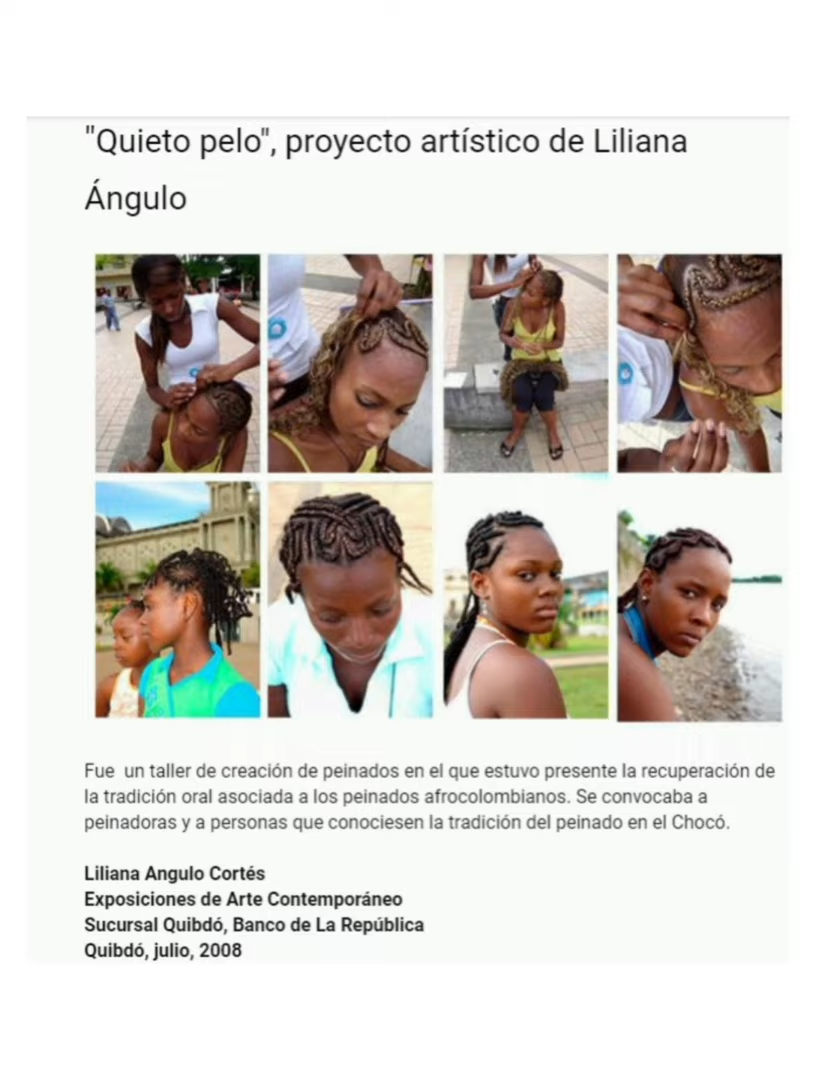 "Quieto pelo", proyecto artístico de Liliana
Ángulo
Fue un taller de creación de peinados en el que estuvo presente la recuperación de
la tradición oral asociada a los peinados afrocolombianos. Se convocaba a
peinadoras y a personas que conociesen la tradición del peinado en el Chocó.
Liliana Angulo Cortés
Exposiciones de Arte Contemporáneo
Sucursal Quibdó, Banco de La República
Quibdó, julio, 2008